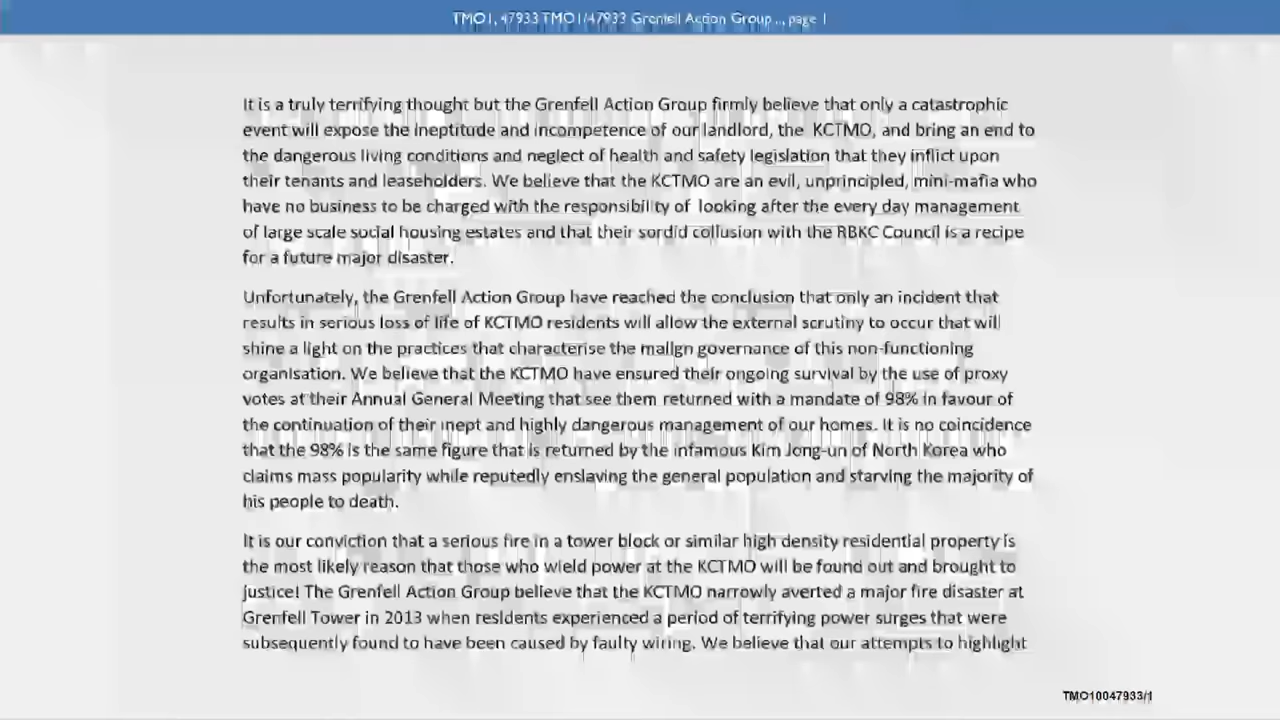 TMO1, 47933 TMO1/47933 Grenfell Action Group..., page 1
It is a truly terrifying thought but the Grenfell Action Group firmly believe that only a catastrophic
event will expose the ineptitude and incompetence of our landlord, the KCTMO, and bring an end to
the dangerous living conditions and neglect of health and safety legislation that they inflict upon
their tenants and leaseholders. We believe that the KCTMO are an evil, unprincipled, mini-mafia who
have no business to be charged with the responsibility of looking after the every day management
of large scale social housing estates and that their sordid collusion with the RBKC Council is a recipe
for a future major disaster.
Unfortunately, the Grenfell Action Group have reached the conclusion that only an incident that
results in serious loss of life of KCTMO residents will allow the external scrutiny to occur that will
shine a light on the practices that characterise the malign governance of this non-functioning
organisation. We believe that the KCTMO have ensured their ongoing survival by the use of proxy
votes at their Annual General Meeting that see them returned with a mandate of 98% in favour of
the continuation of their inept and highly dangerous management of our homes. It is no coincidence
that the 98% is the same figure that is returned by the infamous Kim Jong-un of North Korea who
claims mass popularity while reputedly enslaving the general population and starving the majority of
his people to death.
It is our conviction that a serious fire in a tower block or similar high density residential property is
the most likely reason that those who wield power at the KCTMO will be found out and brought to
justice! The Grenfell Action Group believe that the KCTMO narrowly averted a major fire disaster at
Grenfell Tower in 2013 when residents experienced a period of terrifying power surges that were
subsequently found to have been caused by faulty wiring. We believe that our attempts to highlight
TMO10047933/1